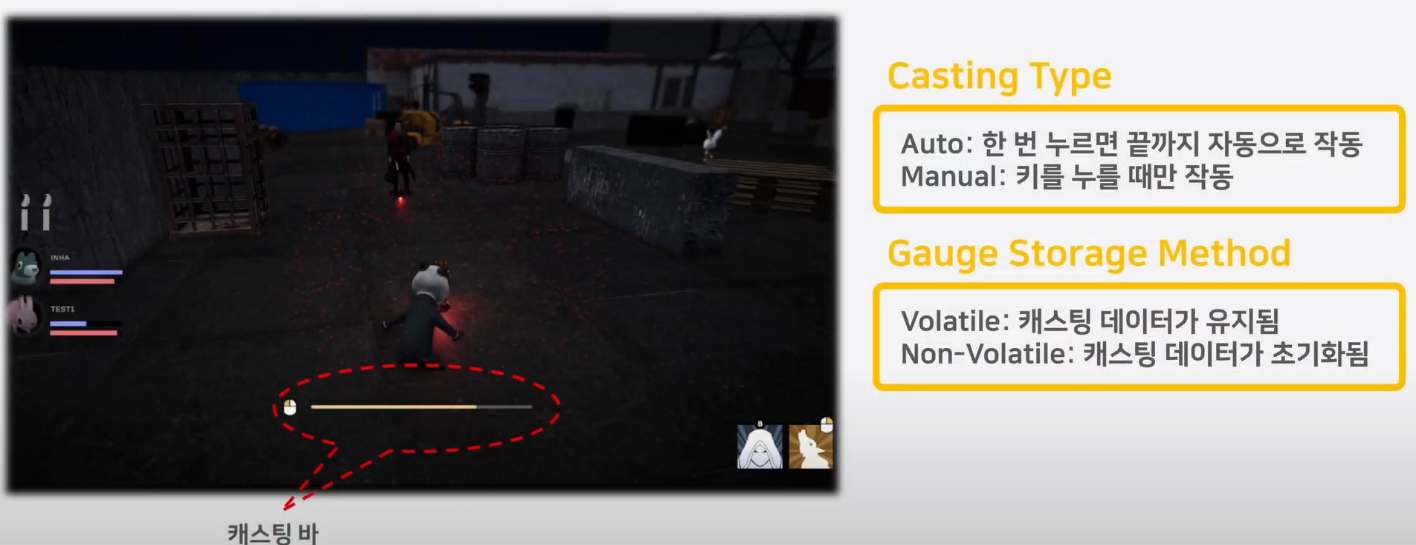 INHA
TEST1
B
캐스팅 바
Casting Type
Auto: 한 번 누르면 끝까지 자동으로 작동
Manual: 키를 누를 때만 작동
Gauge Storage Method
Volatile: 캐스팅 데이터가 유지됨
Non-Volatile: 캐스팅 데이터가 초기화됨